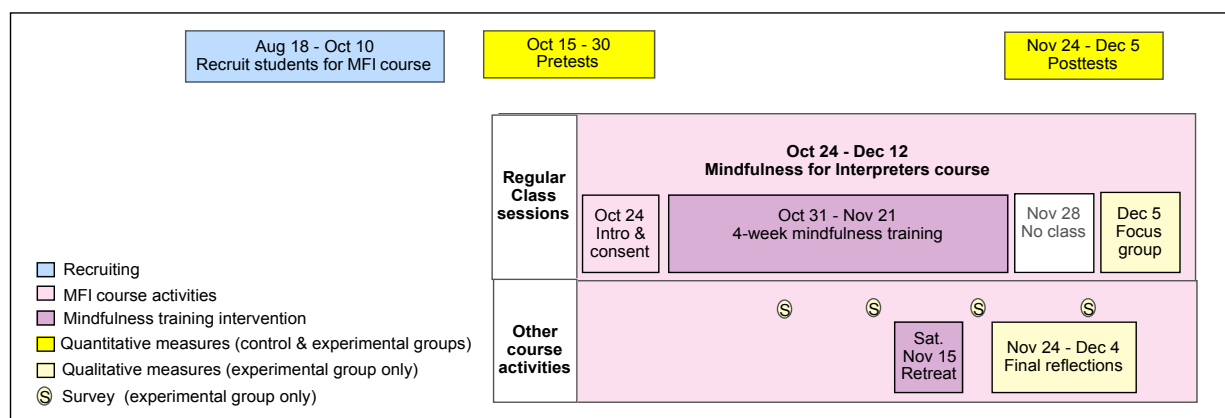 Aug 18 - Oct 10
Recruit students for MFI course
Oct 15 - 30
Pretests
Nov 24 - Dec 5
Posttests
Regular
Class
sessions
Oct 24 - Dec 12
Mindfulness for Interpreters course
Oct 24
Intro &
consent
Oct 31 - Nov 21
4-week mindfulness training
Nov 28
No class
Dec 5
Focus
group
Other
course
activities
S
S
S
S
Sat.
Nov 15
Retreat
Nov 24 - Dec 4
Final reflections
Recruiting
MFI course activities
Mindfulness training intervention
Quantitative measures (control & experimental groups)
Qualitative measures (experimental group only)
S Survey (experimental group only)